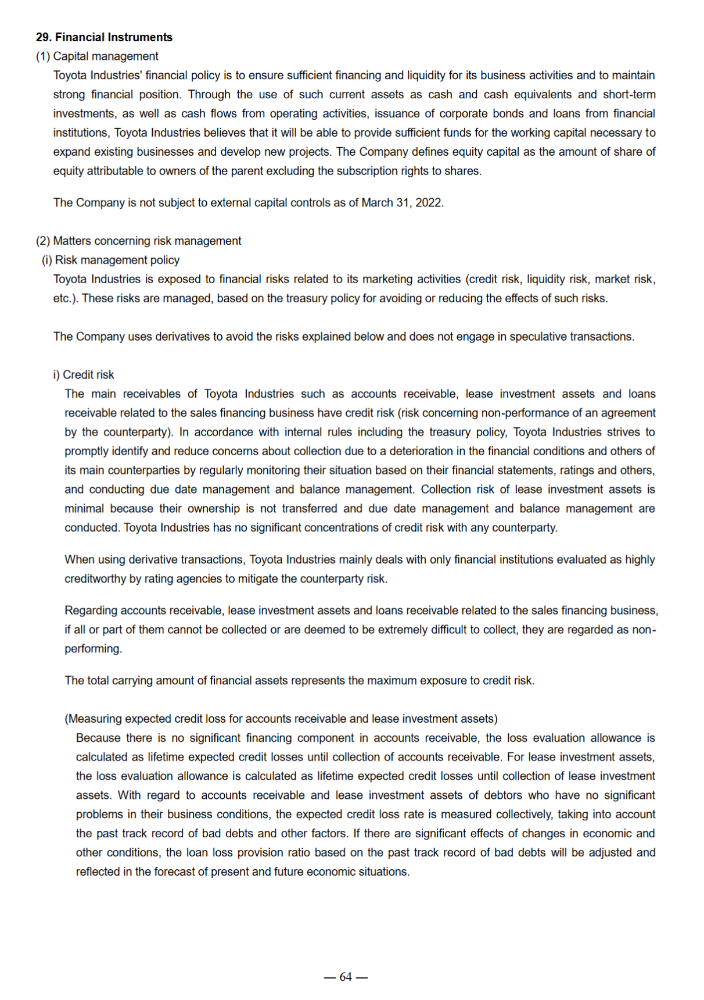 29. Financial Instruments
(1) Capital management
Toyota Industries' financial policy is to ensure sufficient financing and liquidity for its business activities and to maintain
strong financial position. Through the use of such current assets as cash and cash equivalents and short-term
investments, as well as cash flows from operating activities, issuance of corporate bonds and loans from financial
institutions, Toyota Industries believes that it will be able to provide sufficient funds for the working capital necessary to
expand existing businesses and develop new projects. The Company defines equity capital as the amount of share of
equity attributable to owners of the parent excluding the subscription rights to shares.
The Company is not subject to external capital controls as of March 31, 2022.
(2) Matters concerning risk management
(i) Risk management policy
Toyota Industries is exposed to financial risks related to its marketing activities (credit risk, liquidity risk, market risk,
etc.). These risks are managed, based on the treasury policy for avoiding or reducing the effects of such risks.
The Company uses derivatives to avoid the risks explained below and does not engage in speculative transactions.
i) Credit risk
The main receivables of Toyota Industries such as accounts receivable, lease investment assets and loans
receivable related to the sales financing business have credit risk (risk concerning non-performance of an agreement
by the counterparty). In accordance with internal rules including the treasury policy, Toyota Industries strives to
promptly identify and reduce concerns about collection due to a deterioration in the financial conditions and others of
its main counterparties by regularly monitoring their situation based on their financial statements, ratings and others,
and conducting due date management and balance management. Collection risk of lease investment assets is
minimal because their ownership is not transferred and due date management and balance management are
conducted. Toyota Industries has no significant concentrations of credit risk with any counterparty.
When using derivative transactions, Toyota Industries mainly deals with only financial institutions evaluated as highly
creditworthy by rating agencies to mitigate the counterparty risk.
Regarding accounts receivable, lease investment assets and loans receivable related to the sales financing business,
if all or part of them cannot be collected or are deemed to be extremely difficult to collect, they are regarded as non-
performing.
The total carrying amount of financial assets represents the maximum exposure to credit risk.
(Measuring expected credit loss for accounts receivable and lease investment assets)
Because there is no significant financing component in accounts receivable, the loss evaluation allowance is
calculated as lifetime expected credit losses until collection of accounts receivable. For lease investment assets,
the loss evaluation allowance is calculated as lifetime expected credit losses until collection of lease investment
assets. With regard to accounts receivable and lease investment assets of debtors who have no significant
problems in their business conditions, the expected credit loss rate is measured collectively, taking into account
the past track record of bad debts and other factors. If there are significant effects of changes in economic and
other conditions, the loan loss provision ratio based on the past track record of bad debts will be adjusted and
reflected in the forecast of present and future economic situations.
— 64 —